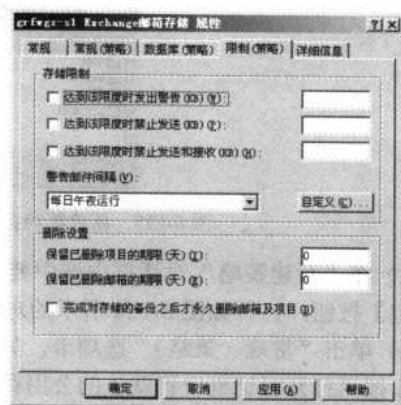 grfwgz-s1 Exchange邮箱存储 属性
常规 常规(策略) 数据库(策略) 限制(策略) 详细信息
存储限制
达到该限度时发出警告(KB)(Y):
达到该限度时禁止发送(KB)(P):
达到该限度时禁止发送和接收(KB)(H):
警告邮件间隔(V):
每日午夜运行 自定义(C)...
删除设置
保留已删除项目的期限(天)(I): 0
保留已删除邮箱的期限(天)(E): 0
完成对存储的备份之后才永久删除邮箱及项目(D)
确定 取消 应用(A) 帮助